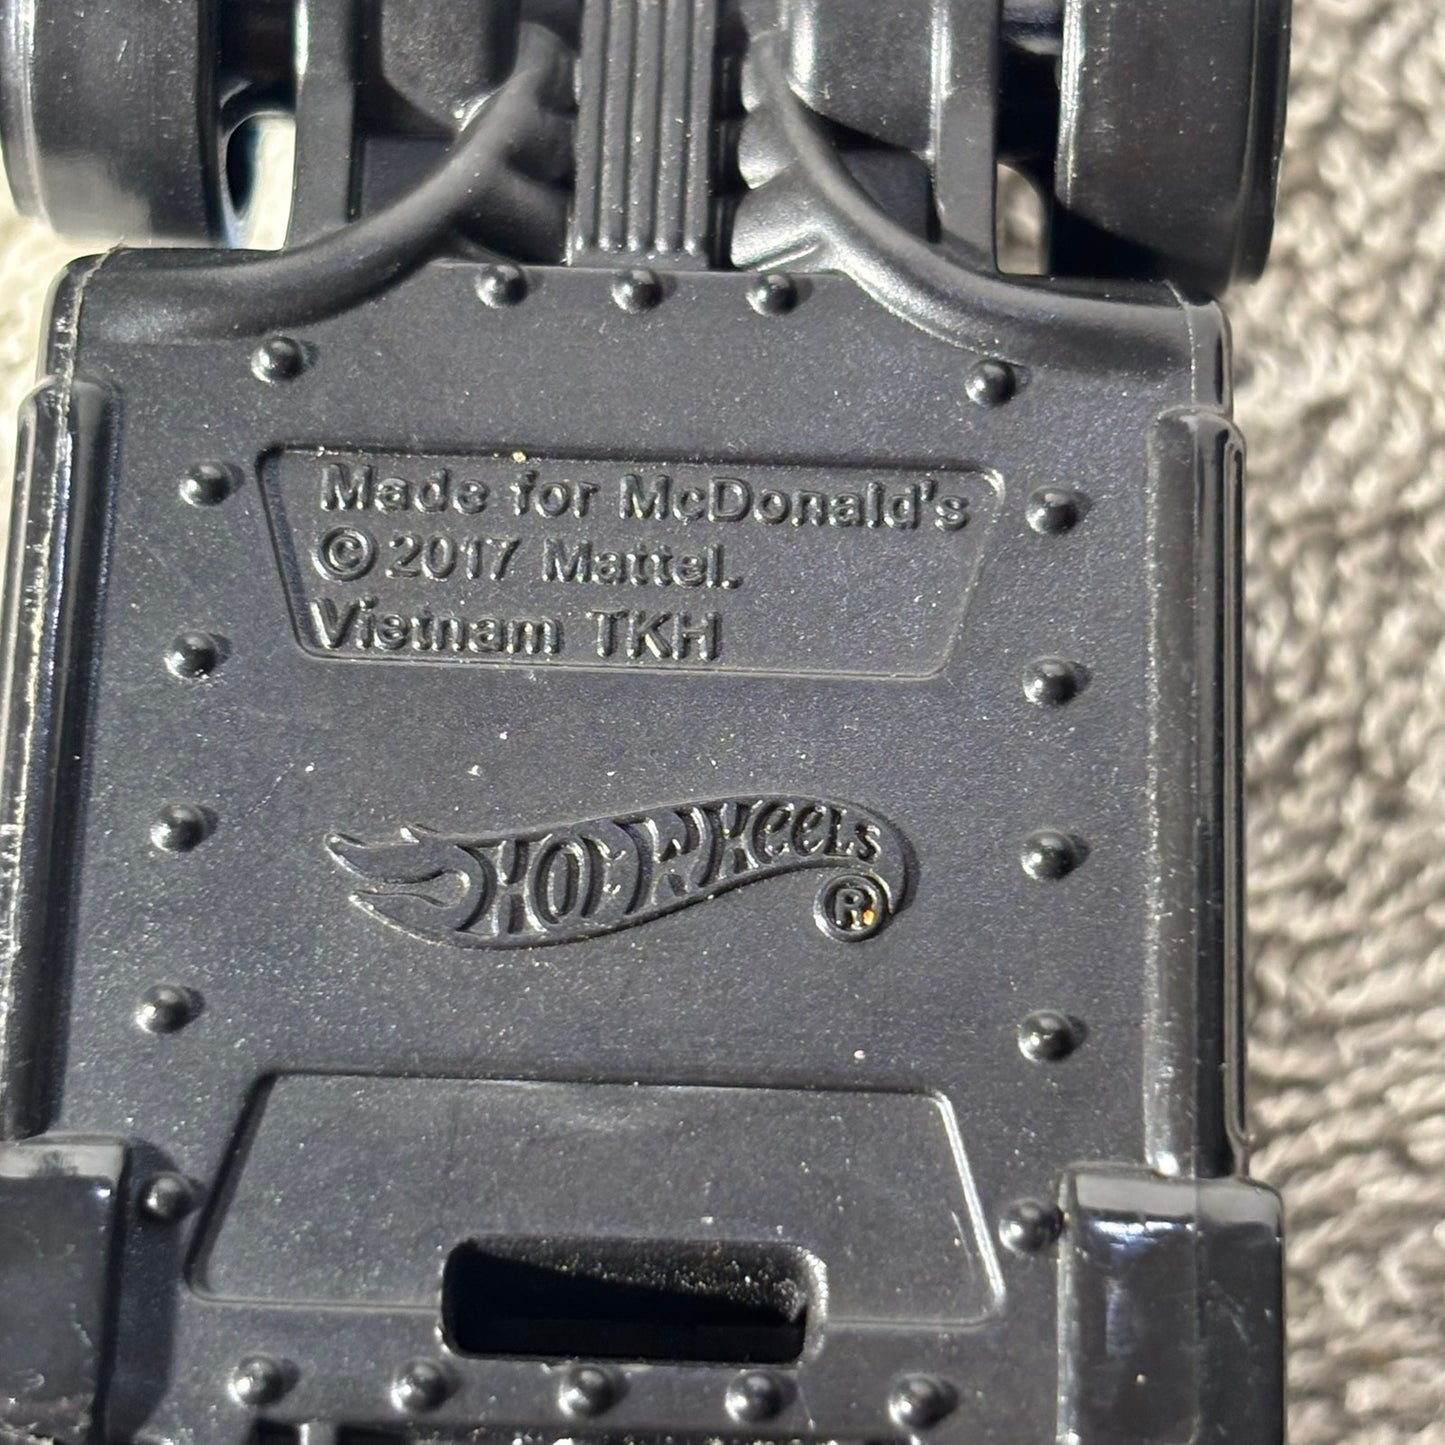 Made for McDonald's
© 2017 Mattel.
Vietnam TKH
HOT WHEELS
®